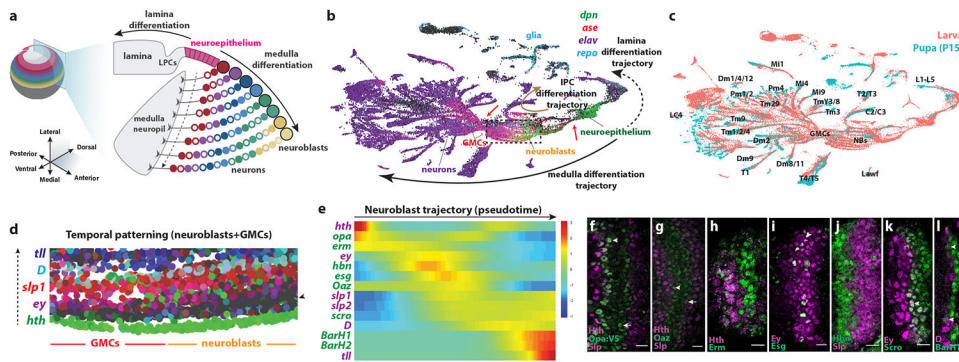 a
lamina
differentiation
neuroepithelium
lamina
LPCs
medulla
differentiation
medulla
neuropil
neuroblasts
neurons
Lateral
Dorsal
Posterior
Ventral
Anterior
Medial
b
dpn
ase
elav
repo
glia
lamina
differentiation
trajectory
IPC
differentiation
trajectory
neuroepithelium
GMCs
neuroblasts
neurons
medulla differentiation
trajectory
c
Larva
Pupa (P15
Mi1
Dm1/4/12
Pm4
Mi4
L1-L5
Pm1/2
Mi9
T2/T3
Tm29
TmY3/8
LC4
Tm9
Tm3
C2/C3
Tm1/2/4
GMCs
Dm2
NBs
Dm9
Dm8/11
T1
T4/T5
Lawf
d
Temporal patterning (neuroblasts+GMCs)
tll
D
slp1
ey
hth
GMCs
neuroblasts
e
Neuroblast trajectory (pseudotime)
hth
opa
erm
ey
hbn
esg
Oaz
slp1
slp2
scro
D
BarH1
BarH2
tll
f
Hth
Opa:V5
Slp
g
Hth
Oaz
Slp
h
Hth
Erm
i
Ey
Esg
j
Hbn
Slp
k
Ey
Scro
l
D
BarH1